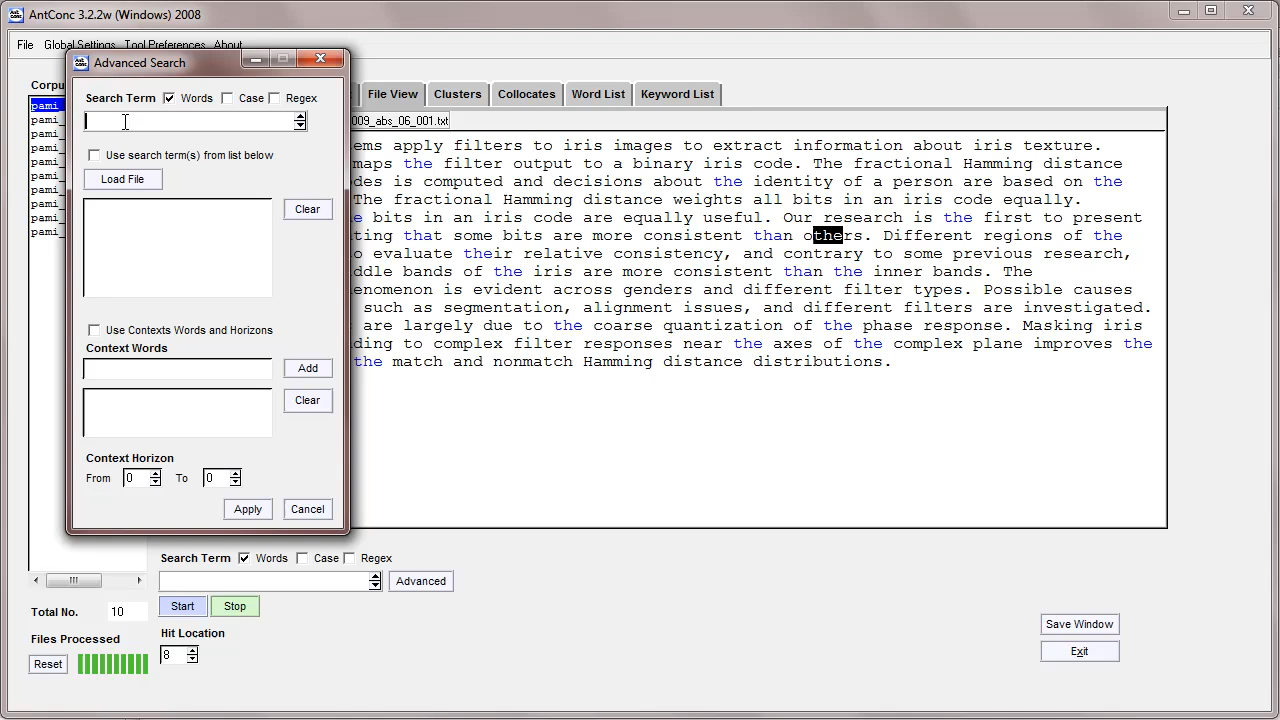 AntConc 3.2.2w (Windows) 2008
File Global Settings Tool Preferences About
Advanced Search
Search Term Words Case Regex
Use search term(s) from list below
Load File
Clear
Use Contexts Words and Horizons
Context Words
Add
Clear
Context Horizon
From 0 To 0
Apply Cancel
Corpu
pami_
pami_
pami_
pami_
pami_
pami_
pami_
pami_
pami_
pami_
File View Clusters Collocates Word List Keyword List
009_abs_06_001.txt
ems apply filters to iris images to extract information about iris texture.
maps the filter output to a binary iris code. The fractional Hamming distance
des is computed and decisions about the identity of a person are based on the
The fractional Hamming distance weights all bits in an iris code equally.
e bits in an iris code are equally useful. Our research is the first to present
ting that some bits are more consistent than others. Different regions of the
o evaluate their relative consistency, and contrary to some previous research,
ddle bands of the iris are more consistent than the inner bands. The
enomenon is evident across genders and different filter types. Possible causes
such as segmentation, alignment issues, and different filters are investigated.
are largely due to the coarse quantization of the phase response. Masking iris
ding to complex filter responses near the axes of the complex plane improves the
the match and nonmatch Hamming distance distributions.
Search Term Words Case Regex
Advanced
Total No. 10
Start Stop
Files Processed
Hit Location
Reset
8
Save Window
Exit